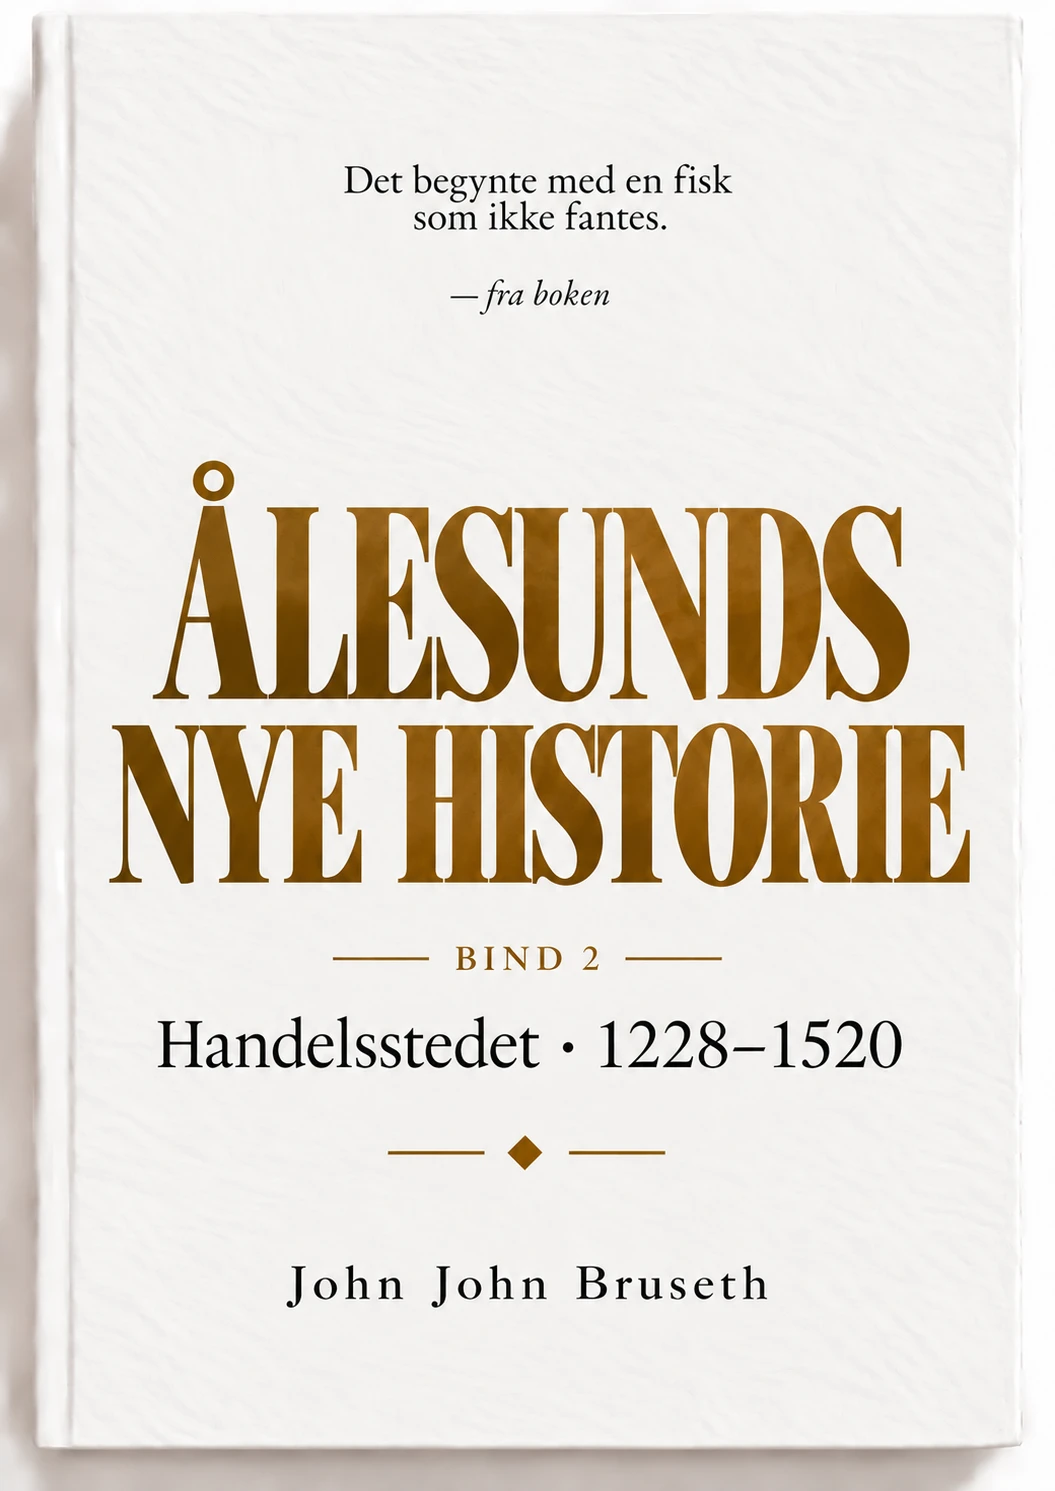 Det begynte med en fisk
som ikke fantes.
— fra boken
ÅLESUNDS
NYE HISTORIE
BIND 2
Handelsstedet · 1228–1520
John John Bruseth